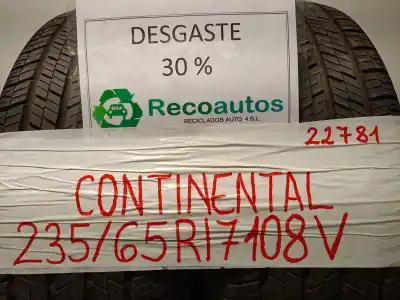 DESGASTE
30 %
Recoautos
RECICLADOS AUTO 4 S.L.
22781
CONTINENTAL
235/65R17108V